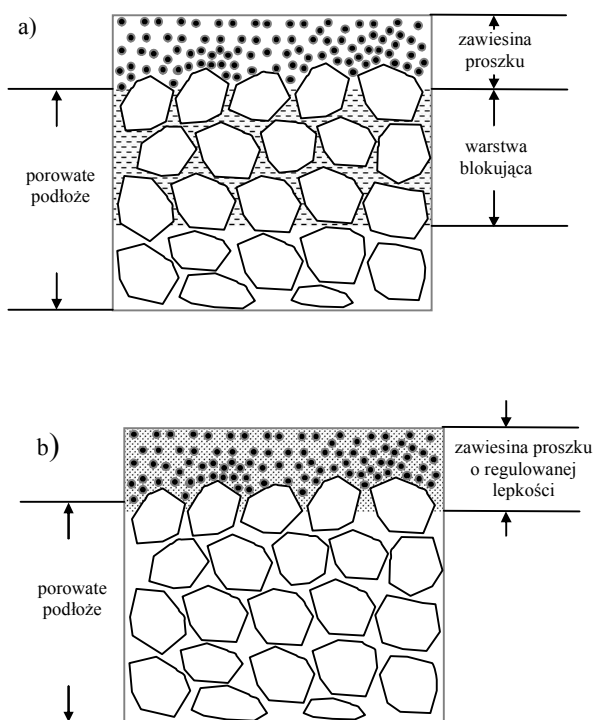 a)
zawiesina
proszku
porowate
podłoże
warstwa
blokująca
b)
zawiesina proszku
o regulowanej
lepkości
porowate
podłoże